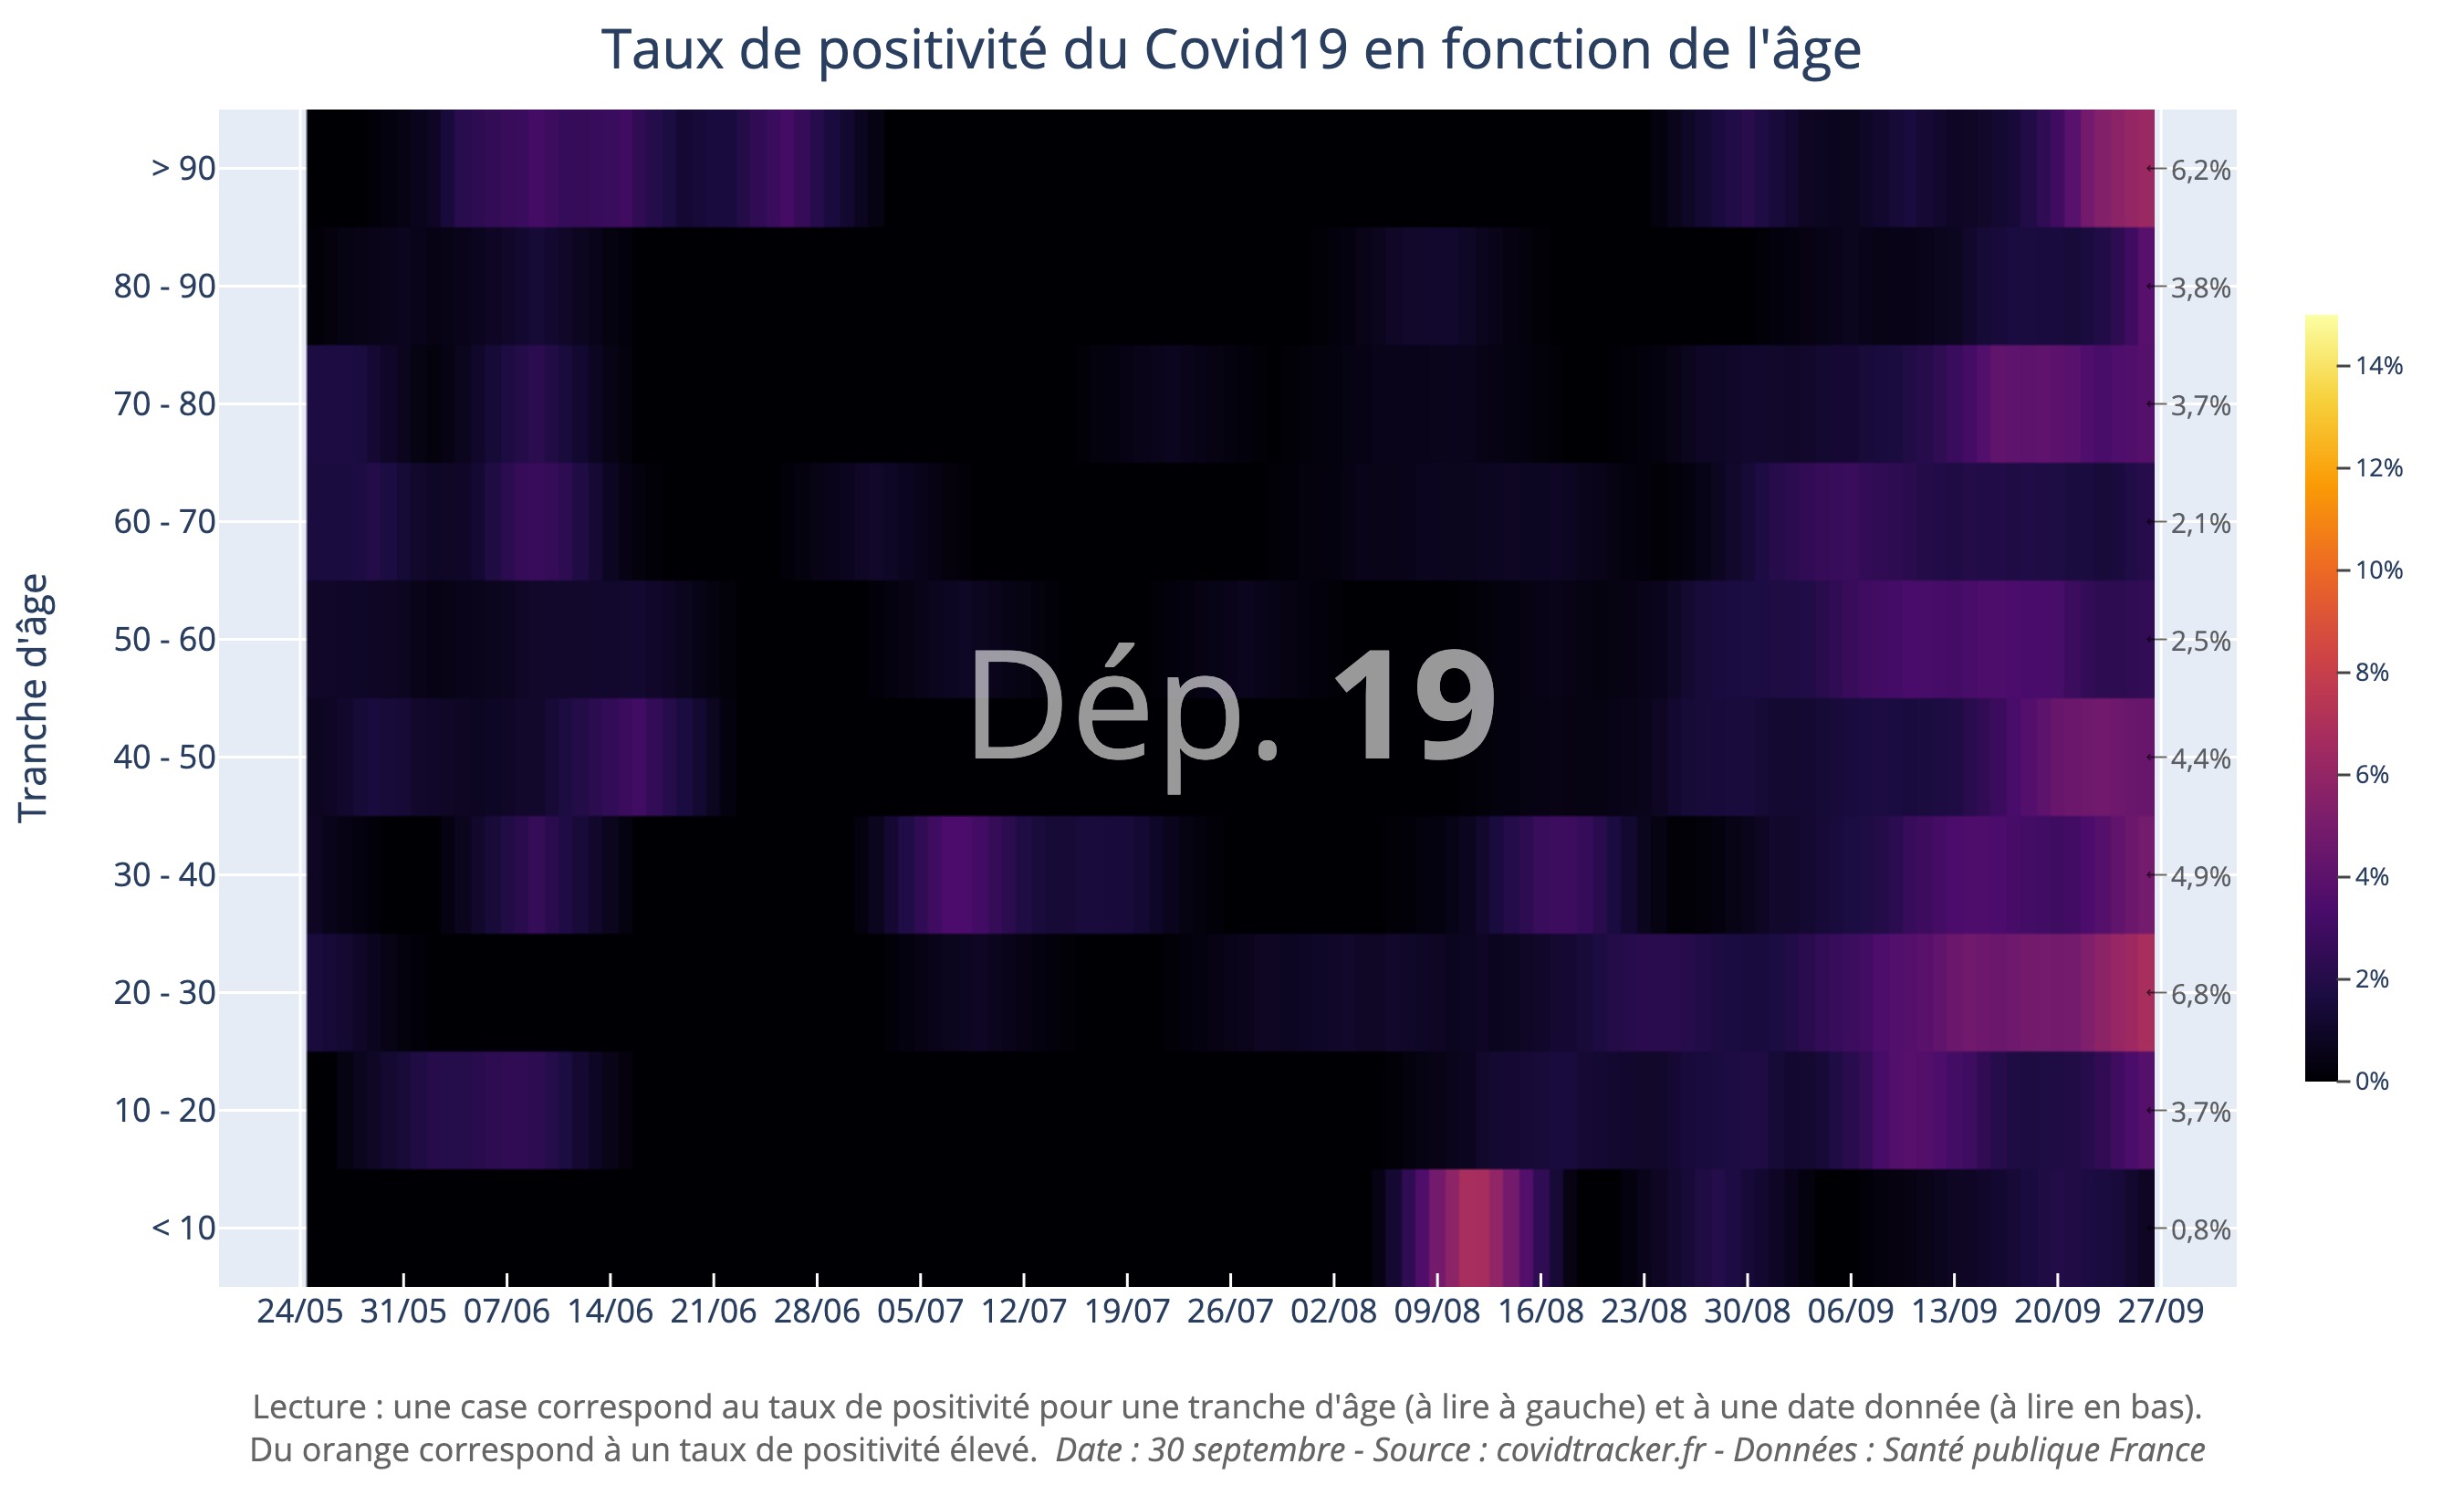 Taux de positivité du Covid19 en fonction de l'âge
Tranche d'âge
> 90
80 - 90
70 - 80
60 - 70
50 - 60
40 - 50
30 - 40
20 - 30
10 - 20
< 10
Dép. 19
6,2%
3,8%
3,7%
2,1%
2,5%
4,4%
4,9%
6,8%
3,7%
0,8%
14%
12%
10%
8%
6%
4%
2%
0%
24/05 31/05 07/06 14/06 21/06 28/06 05/07 12/07 19/07 26/07 02/08 09/08 16/08 23/08 30/08 06/09 13/09 20/09 27/09
Lecture : une case correspond au taux de positivité pour une tranche d'âge (à lire à gauche) et à une date donnée (à lire en bas).
Du orange correspond à un taux de positivité élevé. Date : 30 septembre - Source : covidtracker.fr - Données : Santé publique France